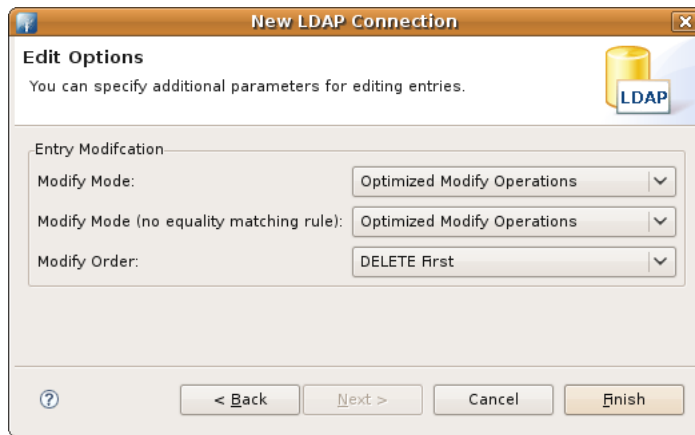 New LDAP Connection
Edit Options
You can specify additional parameters for editing entries.
LDAP
Entry Modifcation
Modify Mode: Optimized Modify Operations
Modify Mode (no equality matching rule): Optimized Modify Operations
Modify Order: DELETE First
? < Back Next > Cancel Finish